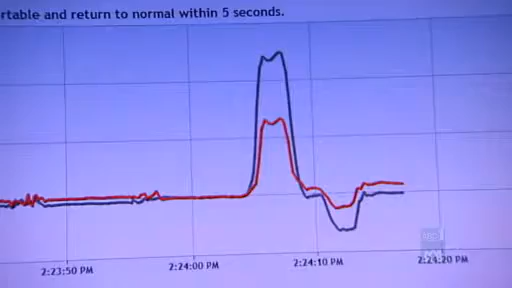 rtable and return to normal within 5 seconds.
2:23:50 PM
2:24:00 PM
2:24:10 PM
2:24:20 PM